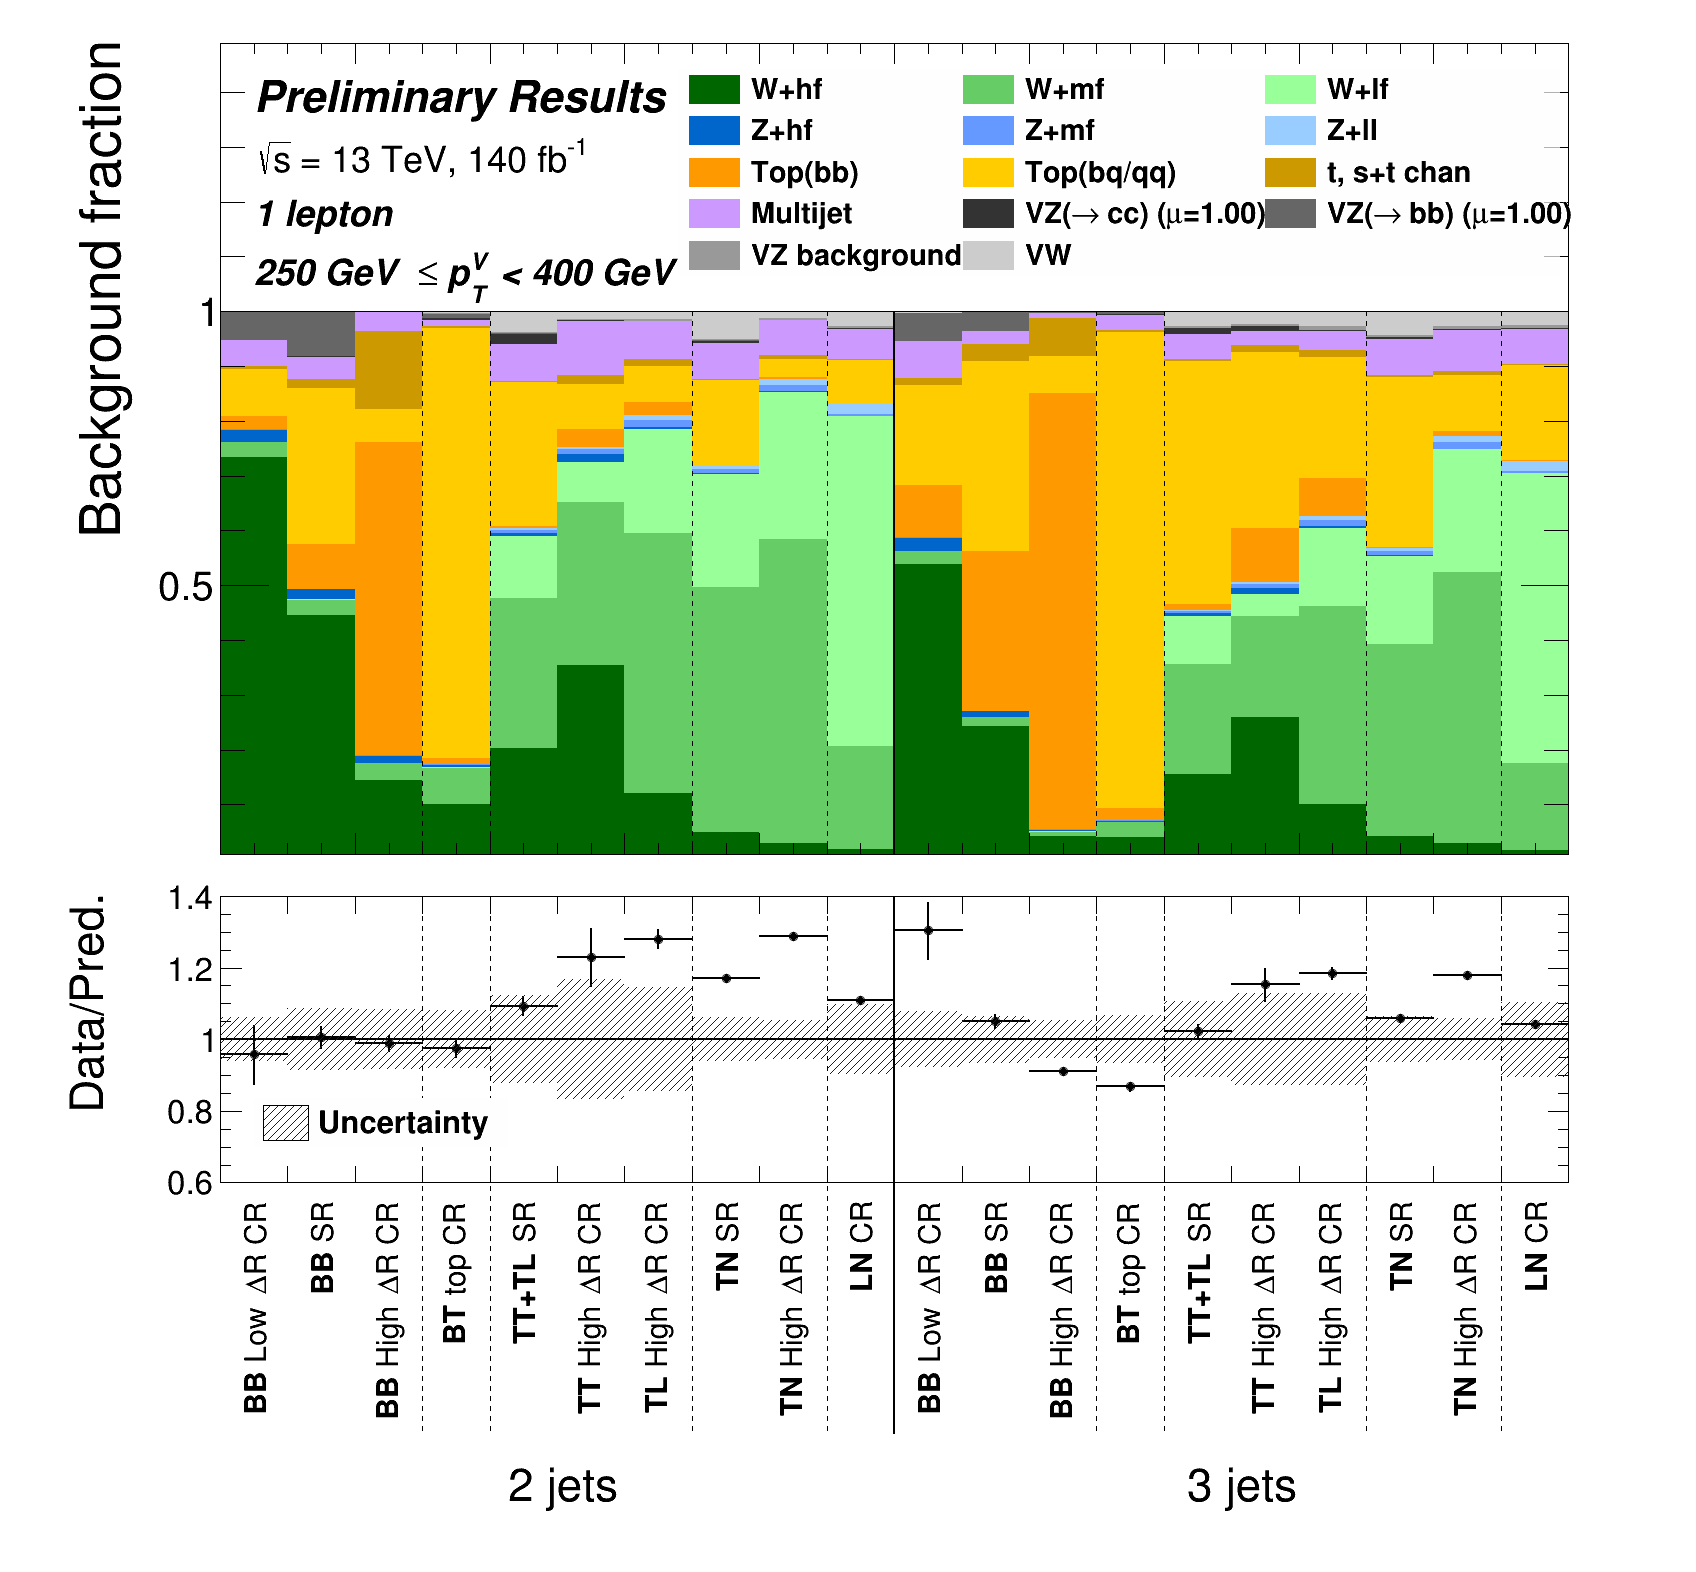 Background fraction
Preliminary Results
√s = 13 TeV, 140 fb⁻¹
1 lepton
250 GeV ≤ p_T^V < 400 GeV
W+hf W+mf W+lf
Z+hf Z+mf Z+ll
Top(bb) Top(bq/qq) t, s+t chan
Multijet VZ(→ cc) (μ=1.00) VZ(→ bb) (μ=1.00)
VZ background VW
1
0.5
Data/Pred.
1.4
1.2
1
0.8
0.6
Uncertainty
BB Low ΔR CR
BB SR
BB High ΔR CR
BT top CR
TT+TL SR
TT High ΔR CR
TL High ΔR CR
TN SR
TN High ΔR CR
LN CR
BB Low ΔR CR
BB SR
BB High ΔR CR
BT top CR
TT+TL SR
TT High ΔR CR
TL High ΔR CR
TN SR
TN High ΔR CR
LN CR
2 jets
3 jets